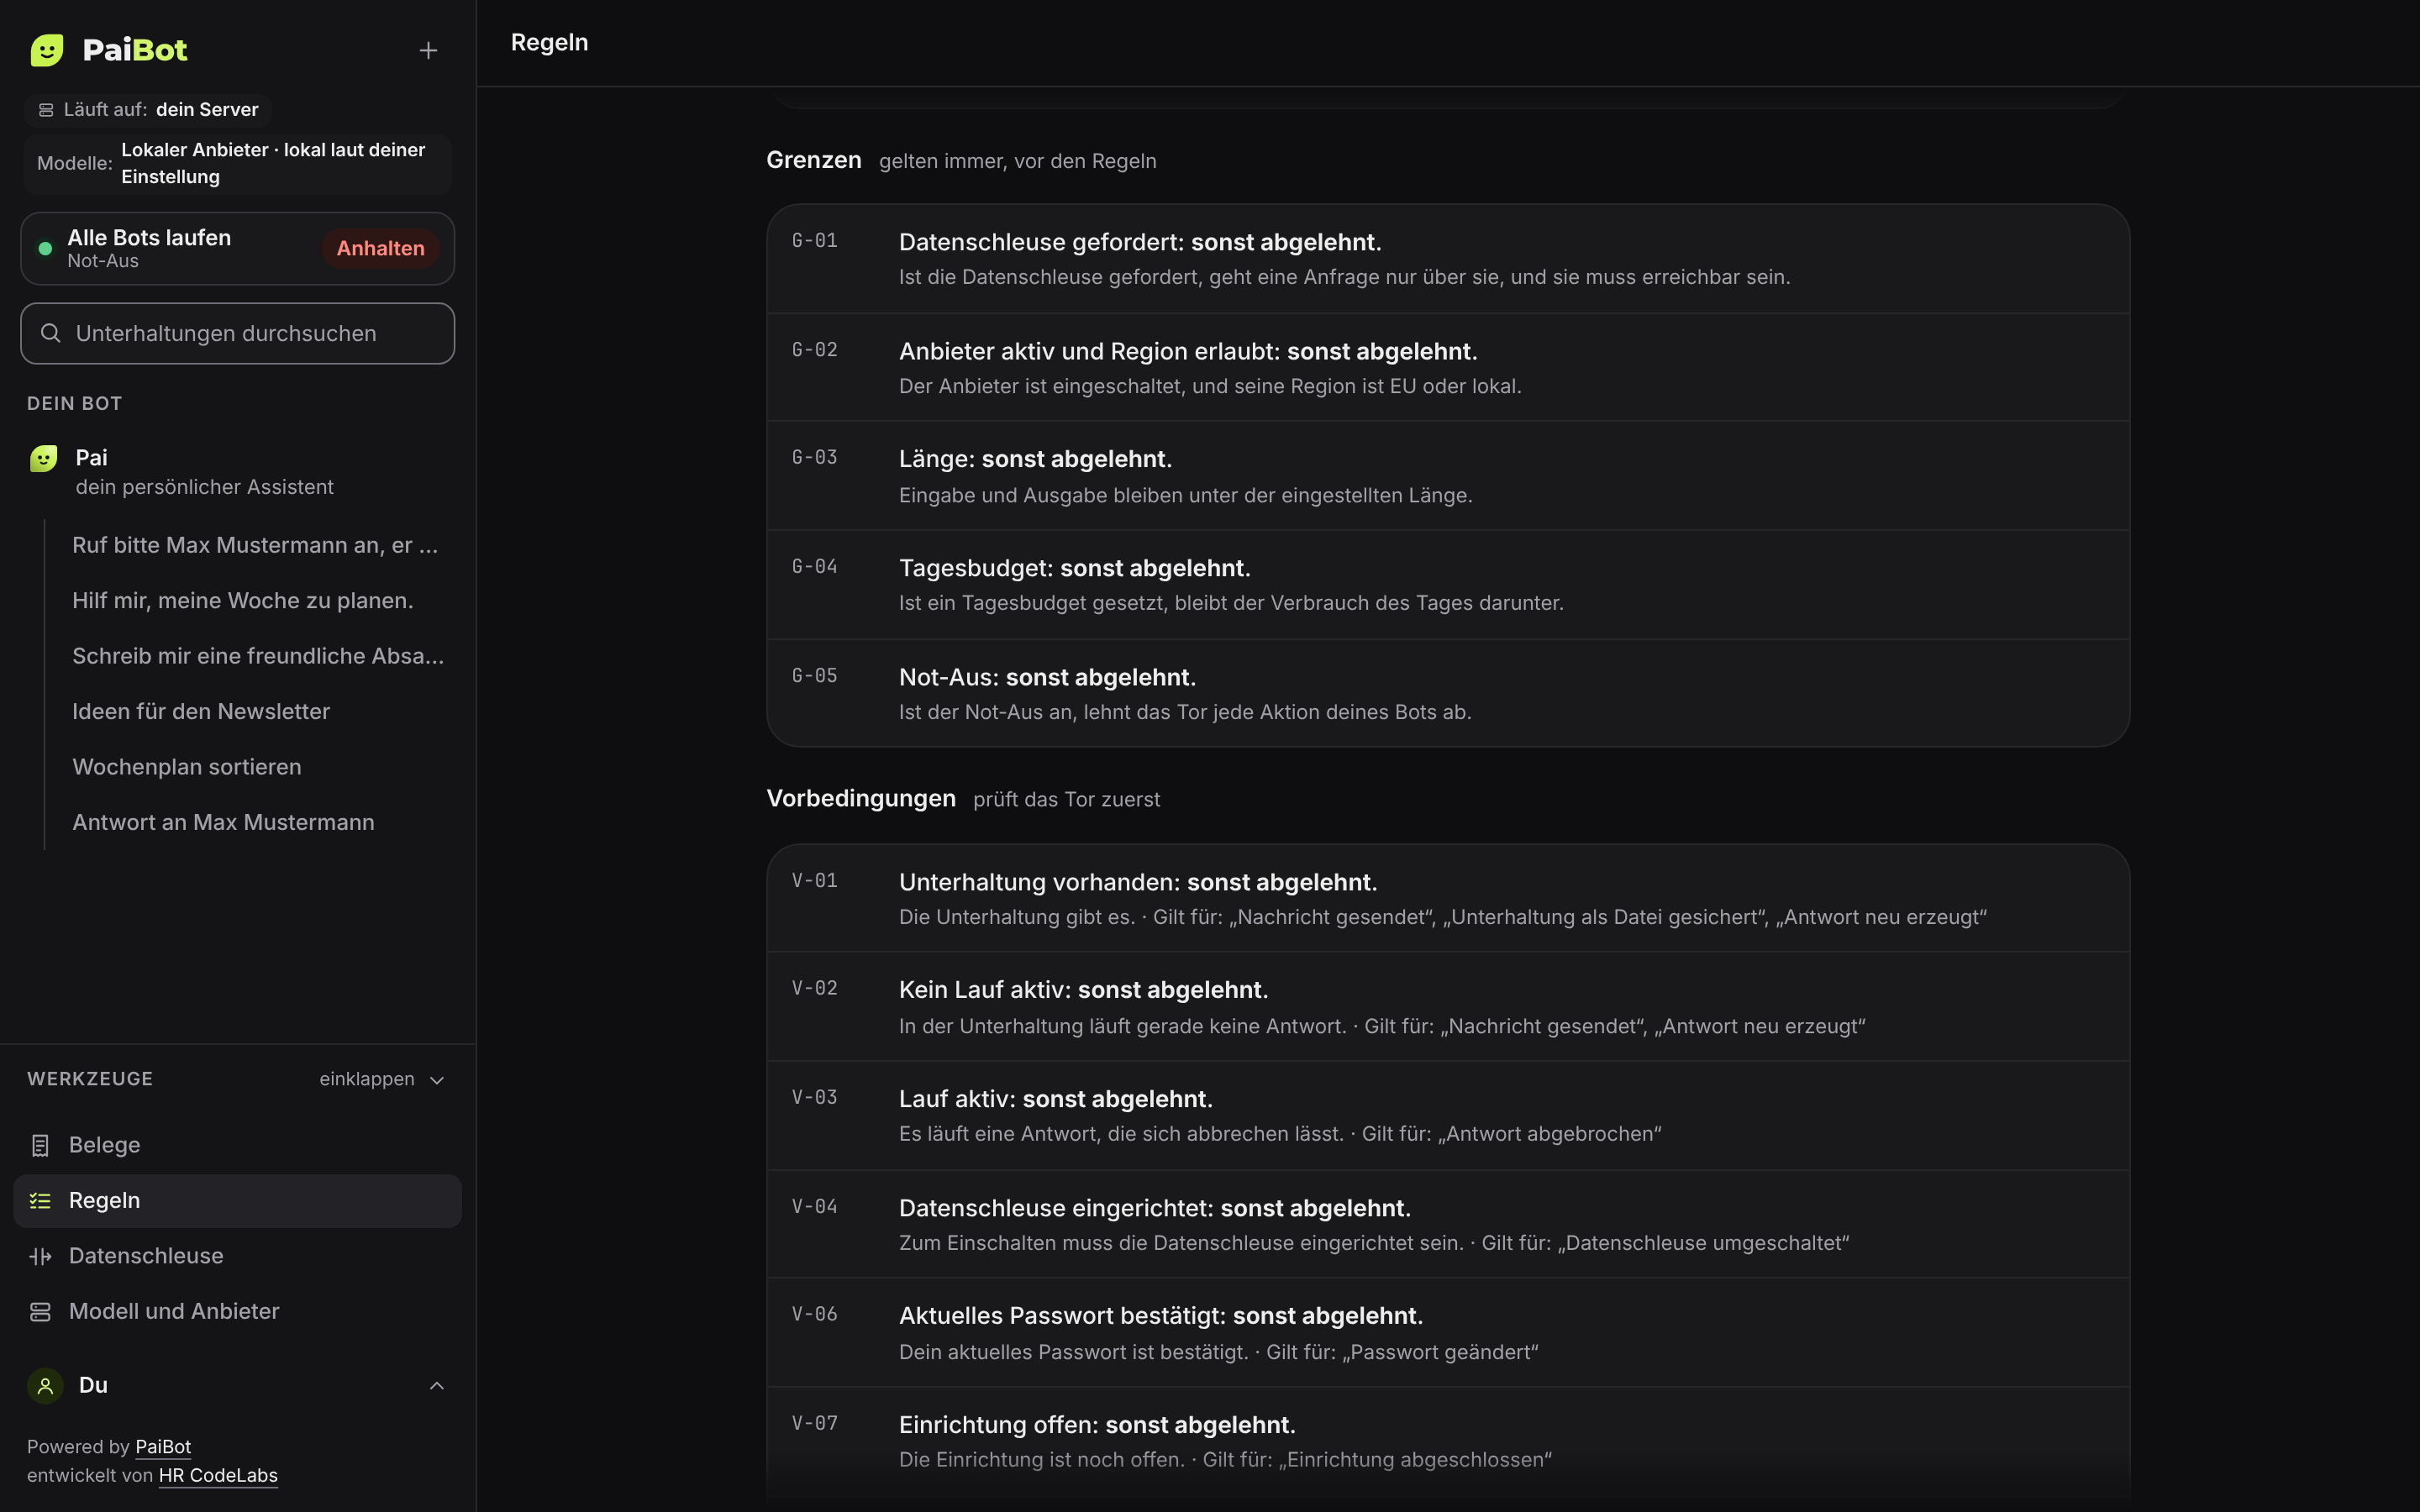 PaiBot
Läuft auf: dein Server
Modelle: Lokaler Anbieter · lokal laut deiner
Einstellung
Alle Bots laufen
Not-Aus
Anhalten
Unterhaltungen durchsuchen
DEIN BOT
Pai
dein persönlicher Assistent
Ruf bitte Max Mustermann an, er ...
Hilf mir, meine Woche zu planen.
Schreib mir eine freundliche Absa...
Ideen für den Newsletter
Wochenplan sortieren
Antwort an Max Mustermann
WERKZEUGE einklappen
Belege
Regeln
Datenschleuse
Modell und Anbieter
Du
Powered by PaiBot
entwickelt von HR CodeLabs
Regeln
Grenzen gelten immer, vor den Regeln
G-01 Datenschleuse gefordert: sonst abgelehnt.
Ist die Datenschleuse gefordert, geht eine Anfrage nur über sie, und sie muss erreichbar sein.
G-02 Anbieter aktiv und Region erlaubt: sonst abgelehnt.
Der Anbieter ist eingeschaltet, und seine Region ist EU oder lokal.
G-03 Länge: sonst abgelehnt.
Eingabe und Ausgabe bleiben unter der eingestellten Länge.
G-04 Tagesbudget: sonst abgelehnt.
Ist ein Tagesbudget gesetzt, bleibt der Verbrauch des Tages darunter.
G-05 Not-Aus: sonst abgelehnt.
Ist der Not-Aus an, lehnt das Tor jede Aktion deines Bots ab.
Vorbedingungen prüft das Tor zuerst
V-01 Unterhaltung vorhanden: sonst abgelehnt.
Die Unterhaltung gibt es. · Gilt für: „Nachricht gesendet“, „Unterhaltung als Datei gesichert“, „Antwort neu erzeugt“
V-02 Kein Lauf aktiv: sonst abgelehnt.
In der Unterhaltung läuft gerade keine Antwort. · Gilt für: „Nachricht gesendet“, „Antwort neu erzeugt“
V-03 Lauf aktiv: sonst abgelehnt.
Es läuft eine Antwort, die sich abbrechen lässt. · Gilt für: „Antwort abgebrochen“
V-04 Datenschleuse eingerichtet: sonst abgelehnt.
Zum Einschalten muss die Datenschleuse eingerichtet sein. · Gilt für: „Datenschleuse umgeschaltet“
V-06 Aktuelles Passwort bestätigt: sonst abgelehnt.
Dein aktuelles Passwort ist bestätigt. · Gilt für: „Passwort geändert“
V-07 Einrichtung offen: sonst abgelehnt.
Die Einrichtung ist noch offen. · Gilt für: „Einrichtung abgeschlossen“